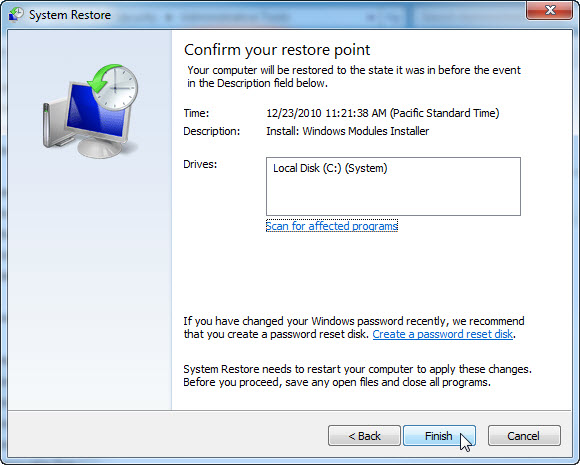 System Restore
Confirm your restore point
Your computer will be restored to the state it was in before the event
in the Description field below.
Time: 12/23/2010 11:21:38 AM (Pacific Standard Time)
Description: Install: Windows Modules Installer
Drives:
Local Disk (C:) (System)
Scan for affected programs
If you have changed your Windows password recently, we recommend
that you create a password reset disk. Create a password reset disk.
System Restore needs to restart your computer to apply these changes.
Before you proceed, save any open files and close all programs.
< Back Finish Cancel